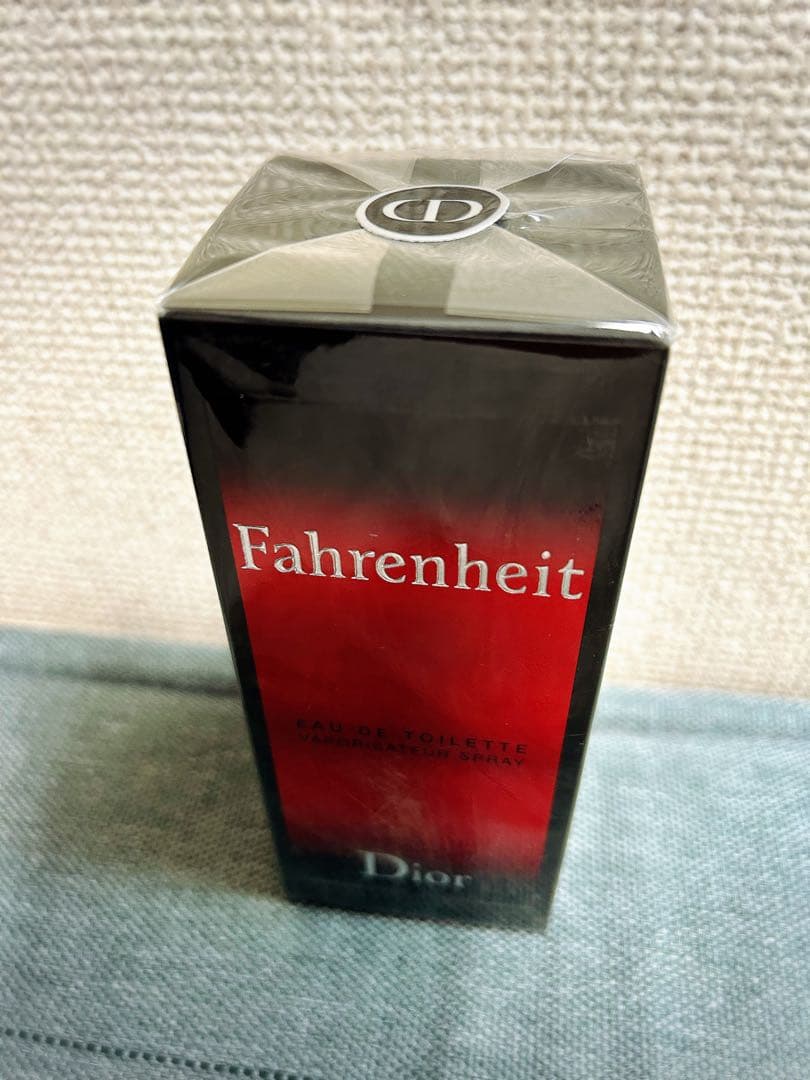 CD
Fahrenheit
EAU DE TOILETTE
VAPORISATEUR SPRAY
Dior